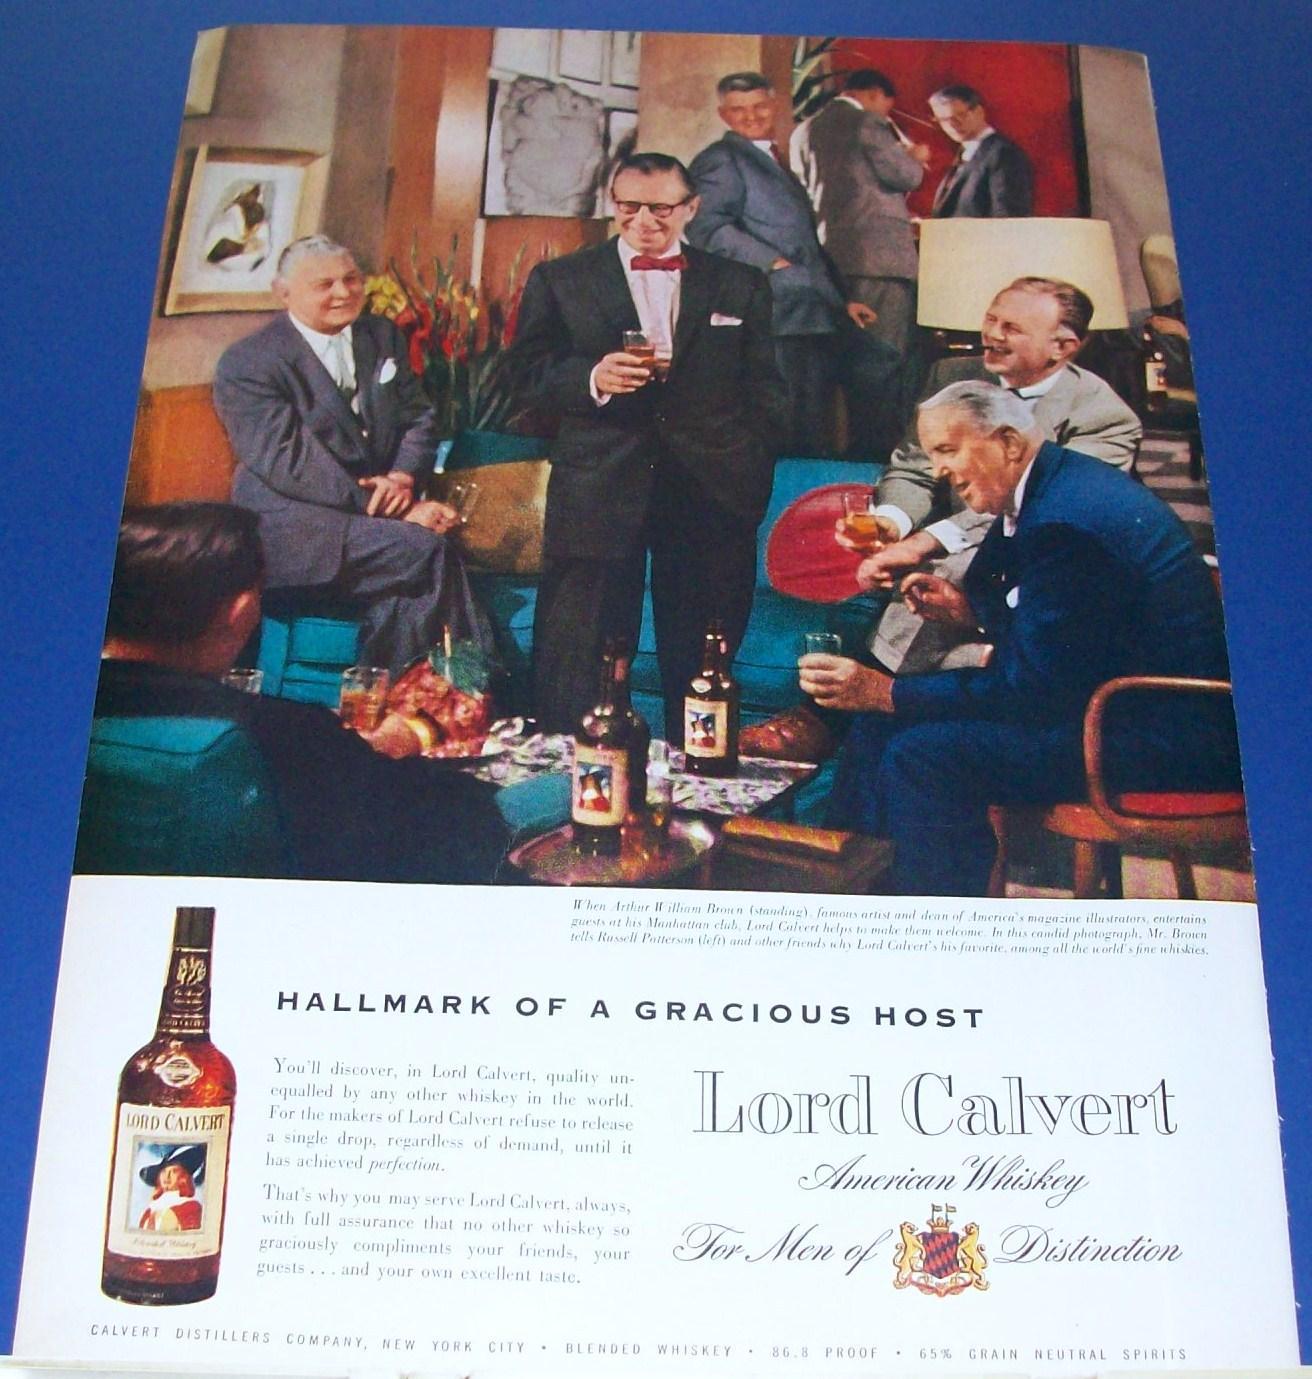 When Arthur William Brown (standing), famous artist and dean of America's magazine illustrators, entertains
guests at his Manhattan club, Lord Calvert helps to make them welcome. In this candid photograph, Mr. Brown
tells Russell Patterson (left) and other friends why Lord Calvert's his favorite, among all the world's fine whiskies.
HALLMARK OF A GRACIOUS HOST
You'll discover, in Lord Calvert, quality un-
equalled by any other whiskey in the world.
For the makers of Lord Calvert refuse to release
a single drop, regardless of demand, until it
has achieved perfection.
That's why you may serve Lord Calvert, always,
with full assurance that no other whiskey so
graciously compliments your friends, your
guests . . . and your own excellent taste.
LORD CALVERT
Blended Whiskey
Lord Calvert
American Whiskey
For Men of Distinction
CALVERT DISTILLERS COMPANY, NEW YORK CITY • BLENDED WHISKEY • 86.8 PROOF • 65% GRAIN NEUTRAL SPIRITS